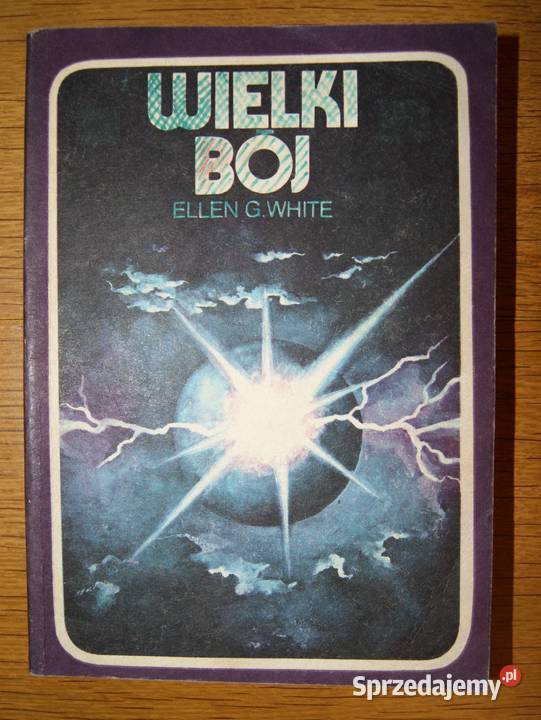 WIELKI
BÓJ
ELLEN G. WHITE
Sprzedajemy.pl